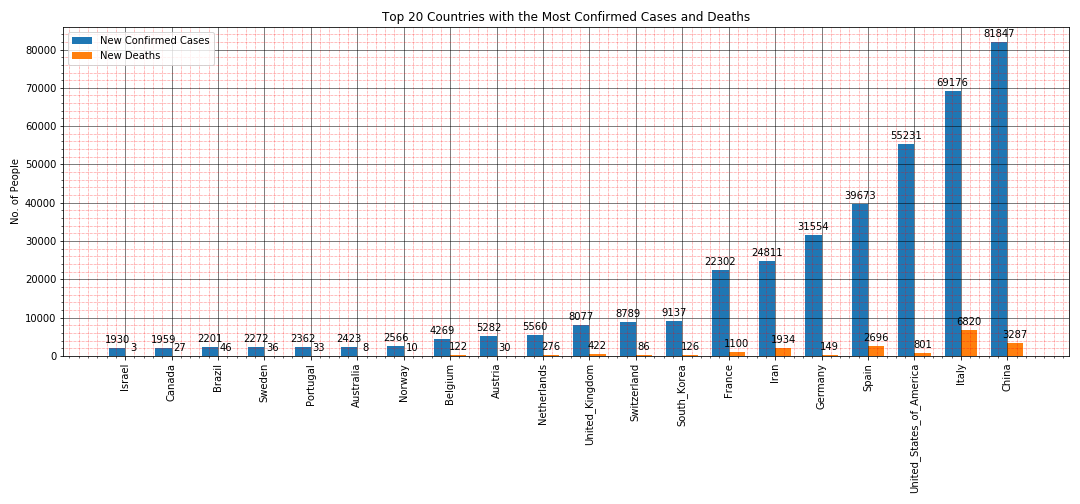 Top 20 Countries with the Most Confirmed Cases and Deaths
New Confirmed Cases
New Deaths
No. of People
80000
70000
60000
50000
40000
30000
20000
10000
0
1930 3
1959 27
2201 46
2272 36
2362 33
2423 8
2566 10
4269 122
5282 30
5560 276
8077 422
8789 86
9137 126
22302 1100
24811 1934
31554 149
39673 2696
55231 801
69176 6820
81847 3287
Israel
Canada
Brazil
Sweden
Portugal
Australia
Norway
Belgium
Austria
Netherlands
United_Kingdom
Switzerland
South_Korea
France
Iran
Germany
Spain
United_States_of_America
Italy
China